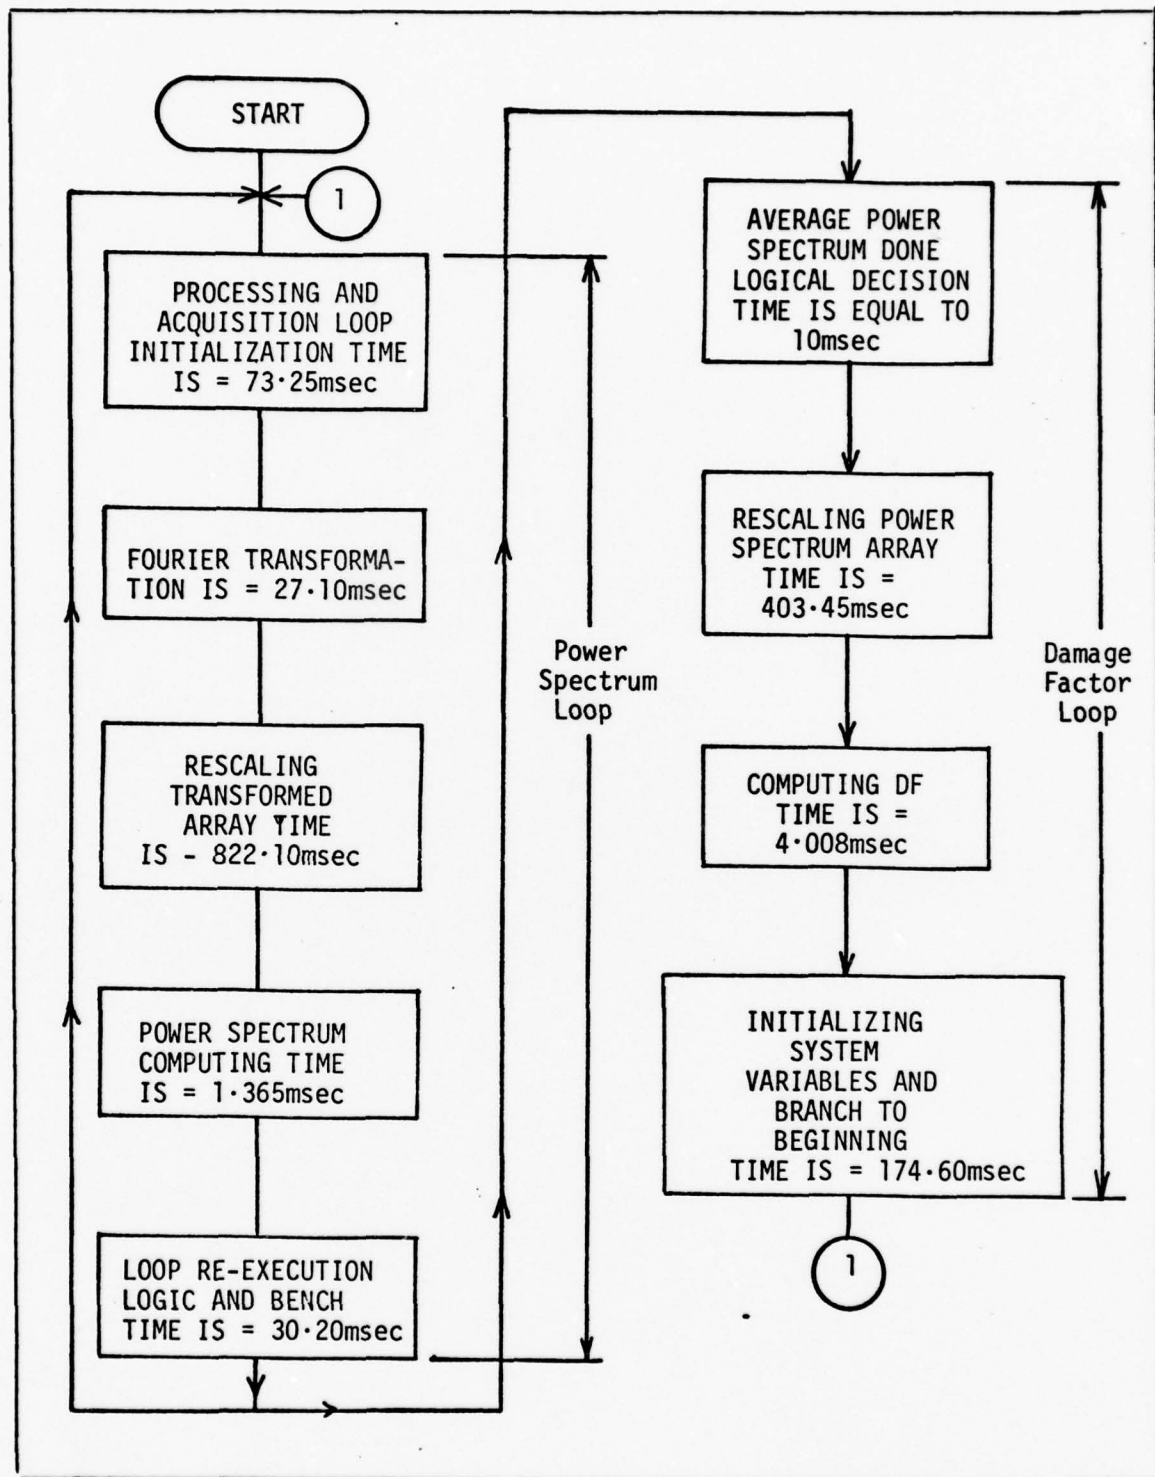 START
1
PROCESSING AND
ACQUISITION LOOP
INITIALIZATION TIME
IS = 73·25msec
FOURIER TRANSFORMA-
TION IS = 27·10msec
RESCALING
TRANSFORMED
ARRAY TIME
IS - 822·10msec
POWER SPECTRUM
COMPUTING TIME
IS = 1·365msec
LOOP RE-EXECUTION
LOGIC AND BENCH
TIME IS = 30·20msec
Power
Spectrum
Loop
AVERAGE POWER
SPECTRUM DONE
LOGICAL DECISION
TIME IS EQUAL TO
10msec
RESCALING POWER
SPECTRUM ARRAY
TIME IS =
403·45msec
COMPUTING DF
TIME IS =
4·008msec
INITIALIZING
SYSTEM
VARIABLES AND
BRANCH TO
BEGINNING
TIME IS = 174·60msec
1
Damage
Factor
Loop